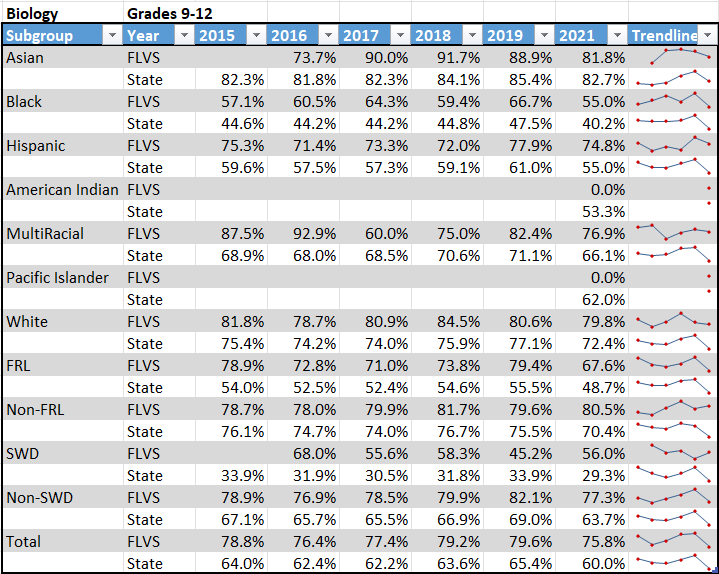 Biology Grades 9-12
Subgroup Year 2015 2016 2017 2018 2019 2021 Trendline
Asian FLVS 73.7% 90.0% 91.7% 88.9% 81.8%
State 82.3% 81.8% 82.3% 84.1% 85.4% 82.7%
Black FLVS 57.1% 60.5% 64.3% 59.4% 66.7% 55.0%
State 44.6% 44.2% 44.2% 44.8% 47.5% 40.2%
Hispanic FLVS 75.3% 71.4% 73.3% 72.0% 77.9% 74.8%
State 59.6% 57.5% 57.3% 59.1% 61.0% 55.0%
American Indian FLVS 0.0%
State 53.3%
MultiRacial FLVS 87.5% 92.9% 60.0% 75.0% 82.4% 76.9%
State 68.9% 68.0% 68.5% 70.6% 71.1% 66.1%
Pacific Islander FLVS 0.0%
State 62.0%
White FLVS 81.8% 78.7% 80.9% 84.5% 80.6% 79.8%
State 75.4% 74.2% 74.0% 75.9% 77.1% 72.4%
FRL FLVS 78.9% 72.8% 71.0% 73.8% 79.4% 67.6%
State 54.0% 52.5% 52.4% 54.6% 55.5% 48.7%
Non-FRL FLVS 78.7% 78.0% 79.9% 81.7% 79.6% 80.5%
State 76.1% 74.7% 74.0% 76.7% 75.5% 70.4%
SWD FLVS 68.0% 55.6% 58.3% 45.2% 56.0%
State 33.9% 31.9% 30.5% 31.8% 33.9% 29.3%
Non-SWD FLVS 78.9% 76.9% 78.5% 79.9% 82.1% 77.3%
State 67.1% 65.7% 65.5% 66.9% 69.0% 63.7%
Total FLVS 78.8% 76.4% 77.4% 79.2% 79.6% 75.8%
State 64.0% 62.4% 62.2% 63.6% 65.4% 60.0%